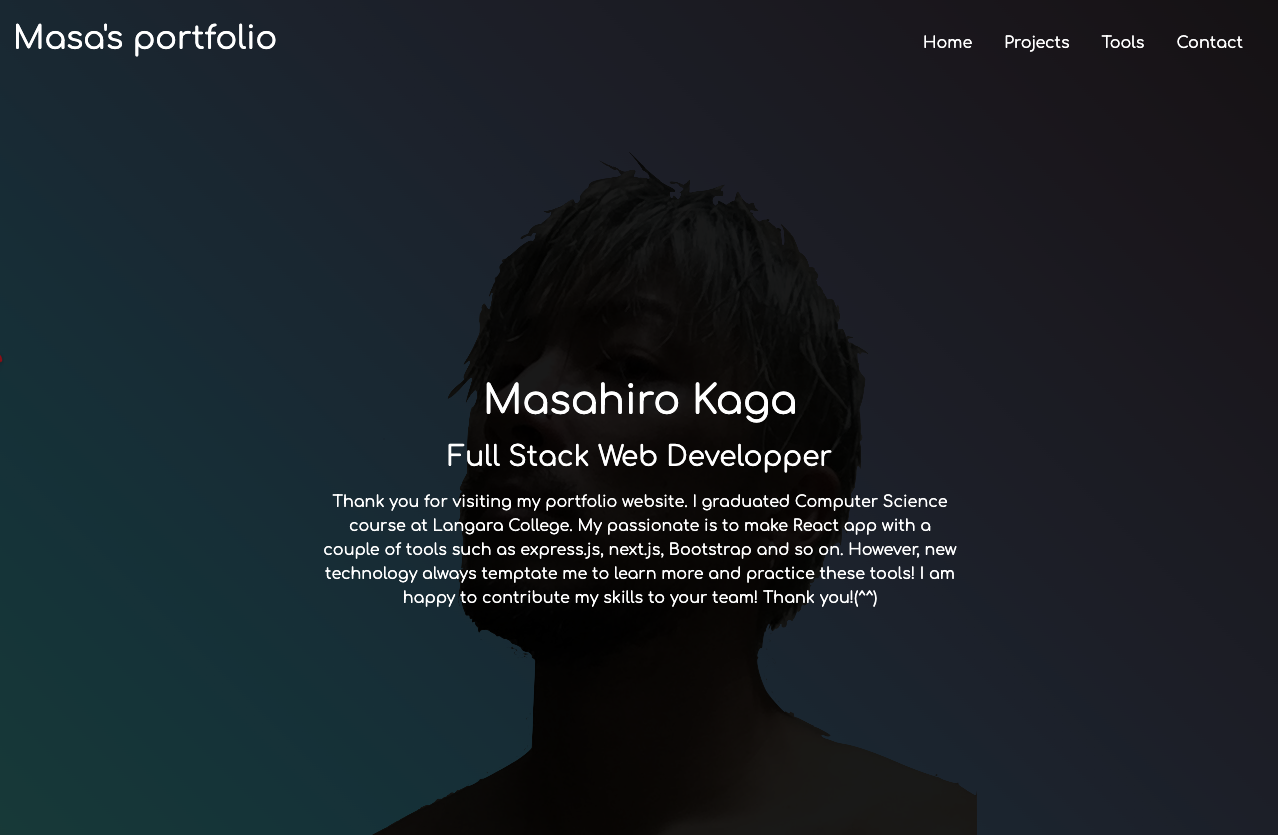 Masa's portfolio
Home Projects Tools Contact
Masahiro Kaga
Full Stack Web Developper
Thank you for visiting my portfolio website. I graduated Computer Science
course at Langara College. My passionate is to make React app with a
couple of tools such as express.js, next.js, Bootstrap and so on. However, new
technology always temptate me to learn more and practice these tools! I am
happy to contribute my skills to your team! Thank you!(^^)